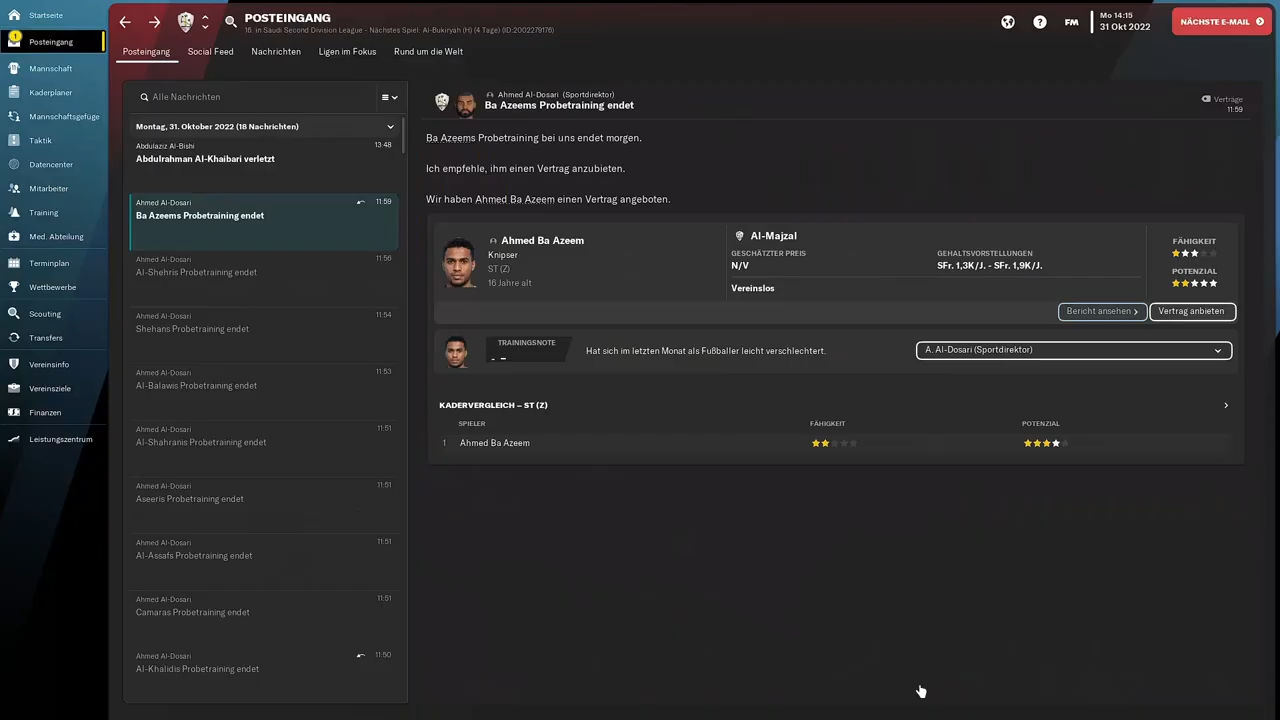 Startseite
1
Posteingang
Mannschaft
Kaderplaner
Mannschaftsgefüge
Taktik
Datencenter
Mitarbeiter
Training
Med. Abteilung
Terminplan
Wettbewerbe
Scouting
Transfers
Vereinsinfo
Vereinsziele
Finanzen
Leistungszentrum
POSTEINGANG
16. in Saudi Second Division League - Nächstes Spiel: Al-Bukiryah (H) (4 Tage) (ID:2002279176)
FM
Mo 14:15
31 Okt 2022
NÄCHSTE E-MAIL
Posteingang
Social Feed
Nachrichten
Ligen im Fokus
Rund um die Welt
Alle Nachrichten
Montag, 31. Oktober 2022 (18 Nachrichten)
Abdulaziz Al-Bishi 13:48
Abdulrahman Al-Khaibari verletzt
Ahmed Al-Dosari 11:59
Ba Azeems Probetraining endet
Ahmed Al-Dosari 11:56
Al-Shehris Probetraining endet
Ahmed Al-Dosari 11:54
Shehans Probetraining endet
Ahmed Al-Dosari 11:53
Al-Balawis Probetraining endet
Ahmed Al-Dosari 11:51
Al-Shahranis Probetraining endet
Ahmed Al-Dosari 11:51
Aseeris Probetraining endet
Ahmed Al-Dosari 11:51
Al-Assafs Probetraining endet
Ahmed Al-Dosari 11:51
Camaras Probetraining endet
Ahmed Al-Dosari 11:50
Al-Khalidis Probetraining endet
Ahmed Al-Dosari (Sportdirektor)
Ba Azeems Probetraining endet
Verträge
11:59
Ba Azeems Probetraining bei uns endet morgen.
Ich empfehle, ihm einen Vertrag anzubieten.
Wir haben Ahmed Ba Azeem einen Vertrag angeboten.
Ahmed Ba Azeem
Knipser
ST (Z)
16 Jahre alt
Al-Majzal
GESCHÄTZTER PREIS
N/V
GEHALTSVORSTELLUNGEN
SFr. 1,3K/J. - SFr. 1,9K/J.
Vereinslos
FÄHIGKEIT
POTENZIAL
Bericht ansehen
Vertrag anbieten
TRAININGSNOTE
- -
Hat sich im letzten Monat als Fußballer leicht verschlechtert.
A. Al-Dosari (Sportdirektor)
KADERVERGLEICH – ST (Z)
SPIELER FÄHIGKEIT POTENZIAL
1 Ahmed Ba Azeem